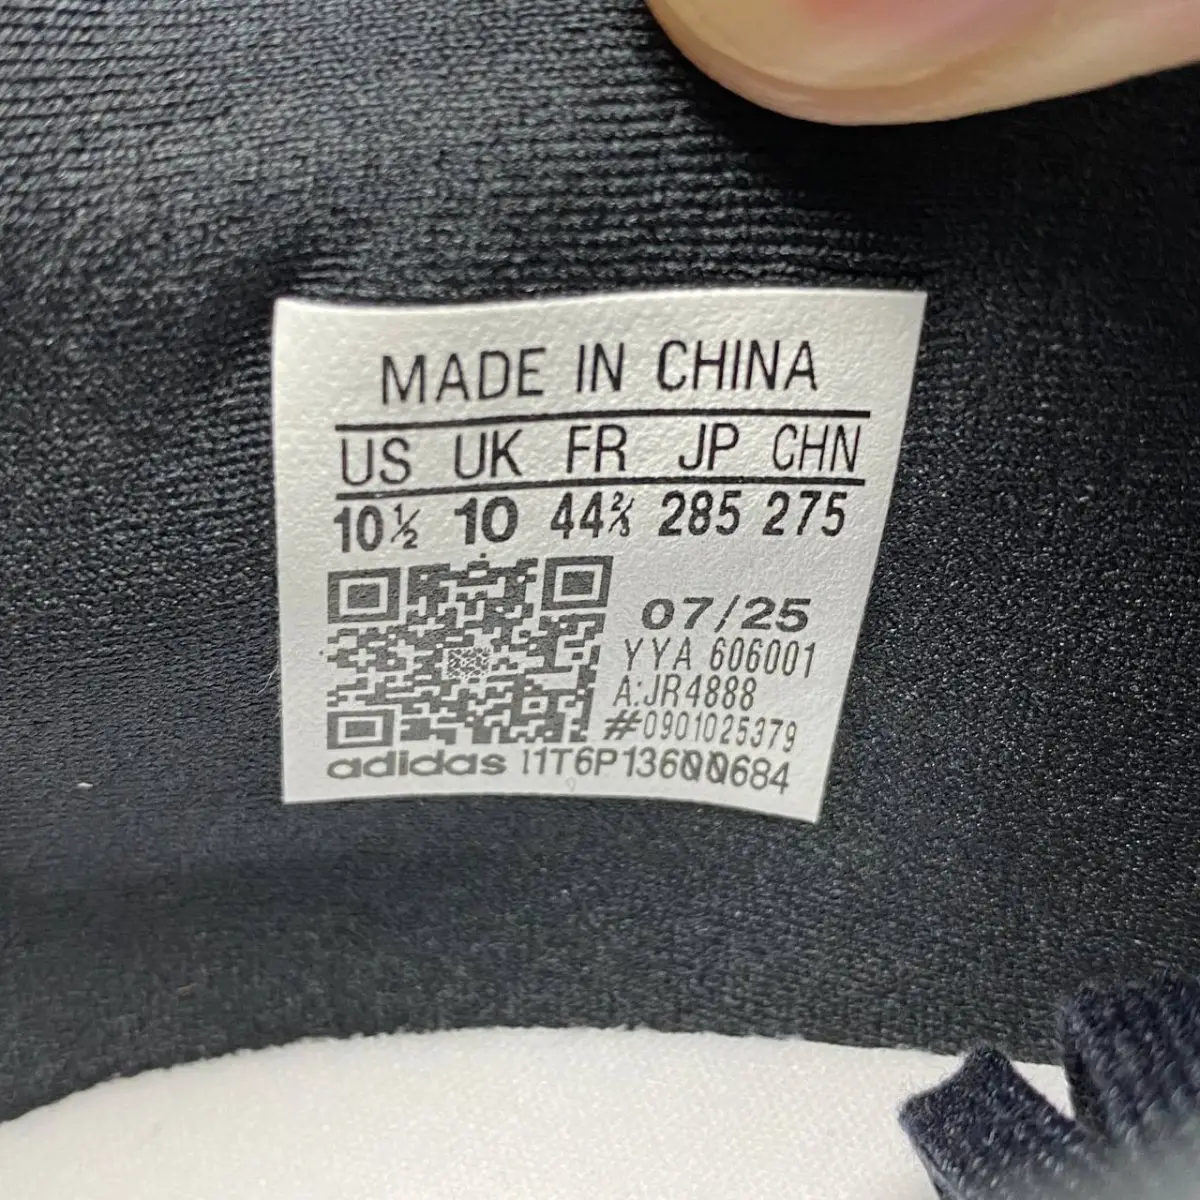 MADE IN CHINA
US UK FR JP CHN
10½ 10 44⅔ 285 275
07/25
YYA 606001
A:JR4888
#0901025379
adidas 11T6P13600684